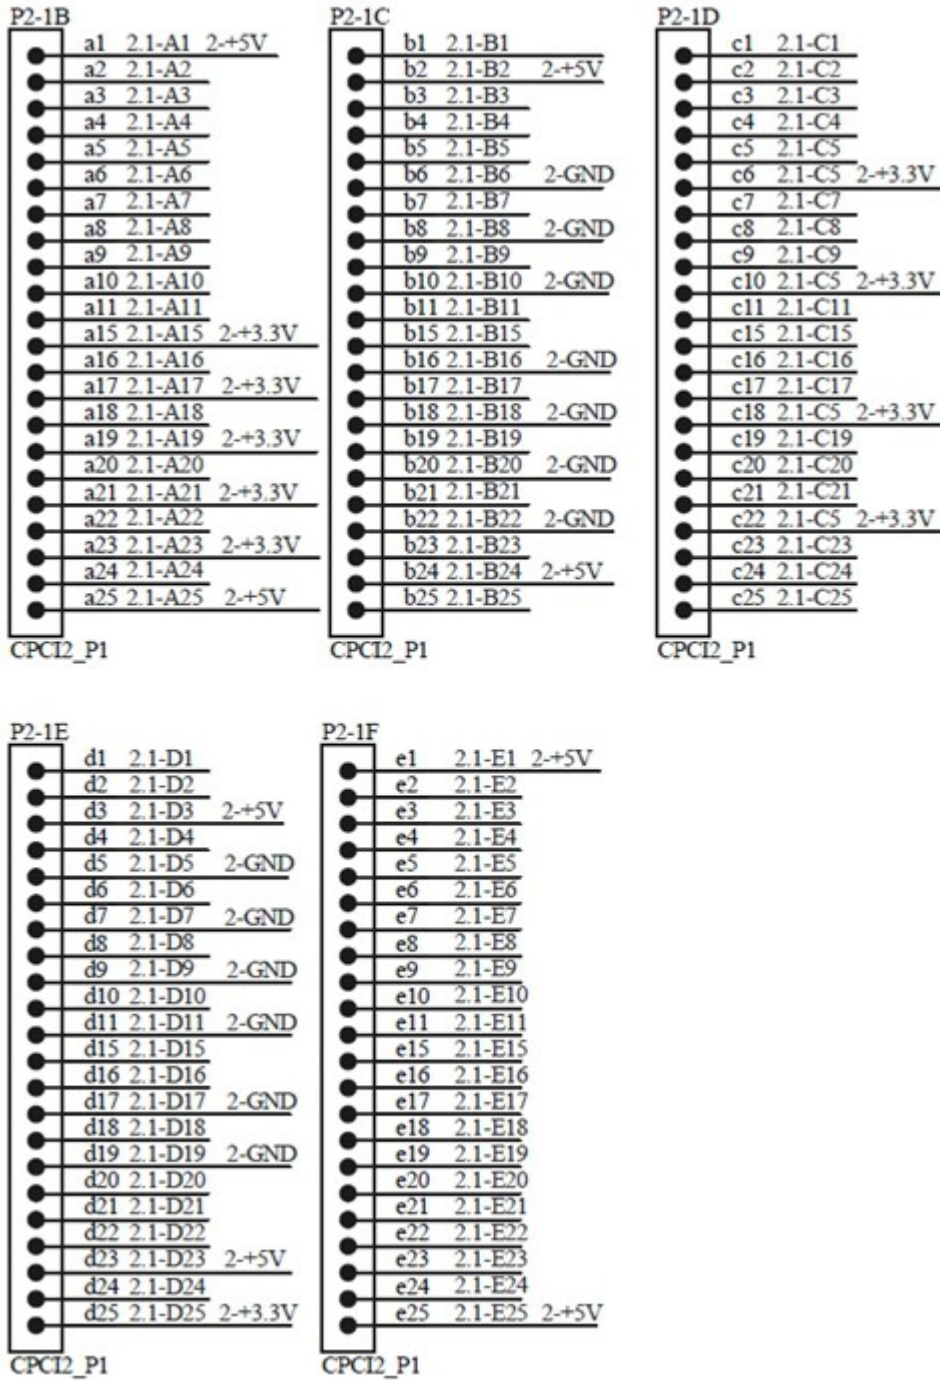 P2-1B
a1 2.1-A1 2-+5V
a2 2.1-A2
a3 2.1-A3
a4 2.1-A4
a5 2.1-A5
a6 2.1-A6
a7 2.1-A7
a8 2.1-A8
a9 2.1-A9
a10 2.1-A10
a11 2.1-A11
a15 2.1-A15 2-+3.3V
a16 2.1-A16
a17 2.1-A17 2-+3.3V
a18 2.1-A18
a19 2.1-A19 2-+3.3V
a20 2.1-A20
a21 2.1-A21 2-+3.3V
a22 2.1-A22
a23 2.1-A23 2-+3.3V
a24 2.1-A24
a25 2.1-A25 2-+5V
CPCI2_P1
P2-1C
b1 2.1-B1
b2 2.1-B2 2-+5V
b3 2.1-B3
b4 2.1-B4
b5 2.1-B5
b6 2.1-B6 2-GND
b7 2.1-B7
b8 2.1-B8 2-GND
b9 2.1-B9
b10 2.1-B10 2-GND
b11 2.1-B11
b15 2.1-B15
b16 2.1-B16 2-GND
b17 2.1-B17
b18 2.1-B18 2-GND
b19 2.1-B19
b20 2.1-B20 2-GND
b21 2.1-B21
b22 2.1-B22 2-GND
b23 2.1-B23
b24 2.1-B24 2-+5V
b25 2.1-B25
CPCI2_P1
P2-1D
c1 2.1-C1
c2 2.1-C2
c3 2.1-C3
c4 2.1-C4
c5 2.1-C5
c6 2.1-C5 2-+3.3V
c7 2.1-C7
c8 2.1-C8
c9 2.1-C9
c10 2.1-C5 2-+3.3V
c11 2.1-C11
c15 2.1-C15
c16 2.1-C16
c17 2.1-C17
c18 2.1-C5 2-+3.3V
c19 2.1-C19
c20 2.1-C20
c21 2.1-C21
c22 2.1-C5 2-+3.3V
c23 2.1-C23
c24 2.1-C24
c25 2.1-C25
CPCI2_P1
P2-1E
d1 2.1-D1
d2 2.1-D2
d3 2.1-D3 2-+5V
d4 2.1-D4
d5 2.1-D5 2-GND
d6 2.1-D6
d7 2.1-D7 2-GND
d8 2.1-D8
d9 2.1-D9 2-GND
d10 2.1-D10
d11 2.1-D11 2-GND
d15 2.1-D15
d16 2.1-D16
d17 2.1-D17 2-GND
d18 2.1-D18
d19 2.1-D19 2-GND
d20 2.1-D20
d21 2.1-D21
d22 2.1-D22
d23 2.1-D23 2-+5V
d24 2.1-D24
d25 2.1-D25 2-+3.3V
CPCI2_P1
P2-1F
e1 2.1-E1 2-+5V
e2 2.1-E2
e3 2.1-E3
e4 2.1-E4
e5 2.1-E5
e6 2.1-E6
e7 2.1-E7
e8 2.1-E8
e9 2.1-E9
e10 2.1-E10
e11 2.1-E11
e15 2.1-E15
e16 2.1-E16
e17 2.1-E17
e18 2.1-E18
e19 2.1-E19
e20 2.1-E20
e21 2.1-E21
e22 2.1-E22
e23 2.1-E23
e24 2.1-E24
e25 2.1-E25 2-+5V
CPCI2_P1